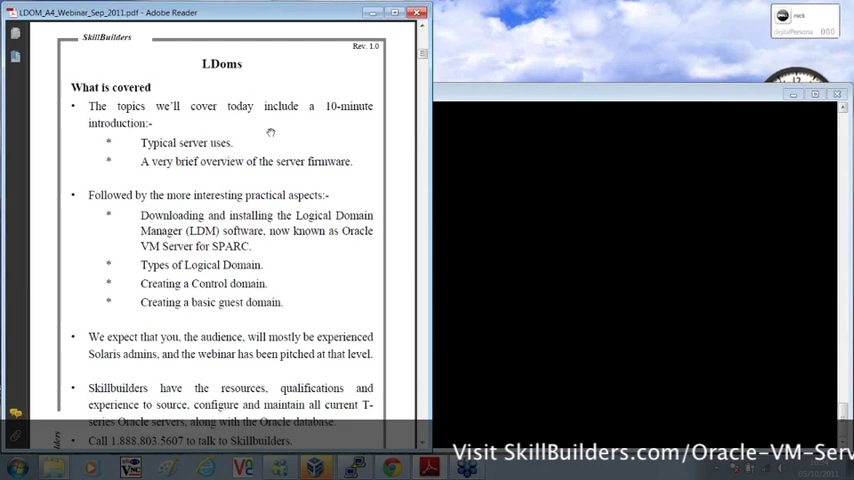 LDOM_A4_Webinar_Sep_2011.pdf - Adobe Reader
SkillBuilders
Rev. 1.0
LDoms
What is covered
• The topics we'll cover today include a 10-minute
introduction:-
* Typical server uses.
* A very brief overview of the server firmware.
• Followed by the more interesting practical aspects:-
* Downloading and installing the Logical Domain
Manager (LDM) software, now known as Oracle
VM Server for SPARC.
* Types of Logical Domain.
* Creating a Control domain.
* Creating a basic guest domain.
• We expect that you, the audience, will mostly be experienced
Solaris admins, and the webinar has been pitched at that level.
• Skillbuilders have the resources, qualifications and
experience to source, configure and maintain all current T-
series Oracle servers, along with the Oracle database.
• Call 1.888.803.5607 to talk to Skillbuilders.
nick
digitalPersona 000
Visit SkillBuilders.com/Oracle-VM-Serv
05/10/2011